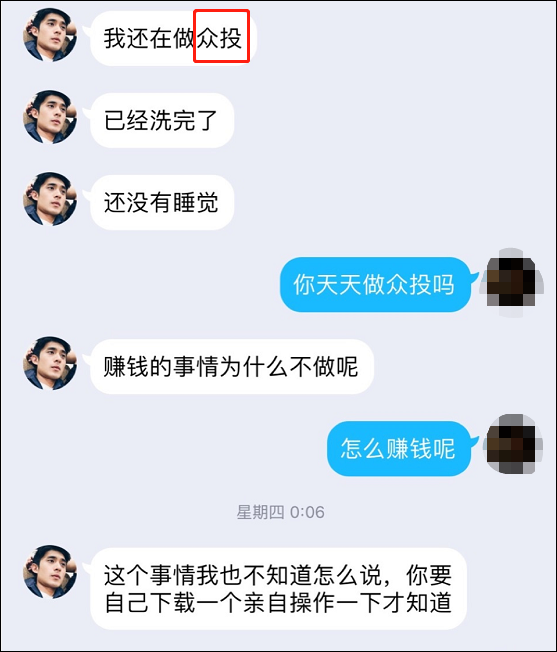 我还在做众投
已经洗完了
还没有睡觉
你天天做众投吗
赚钱的事情为什么不做呢
怎么赚钱呢
星期四 0:06
这个事情我也不知道怎么说，你要
自己下载一个亲自操作一下才知道